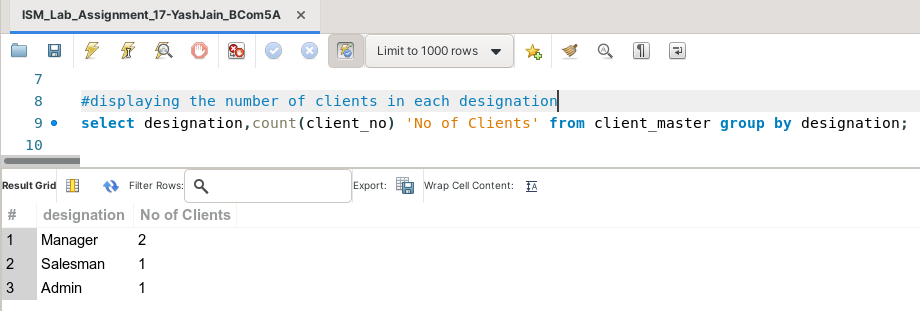 ISM_Lab_Assignment_17-YashJain_BCom5A ×
Limit to 1000 rows
7
8 #displaying the number of clients in each designation
9 select designation,count(client_no) 'No of Clients' from client_master group by designation;
10
Result Grid Filter Rows: Export: Wrap Cell Content: IA
# designation No of Clients
1 Manager 2
2 Salesman 1
3 Admin 1